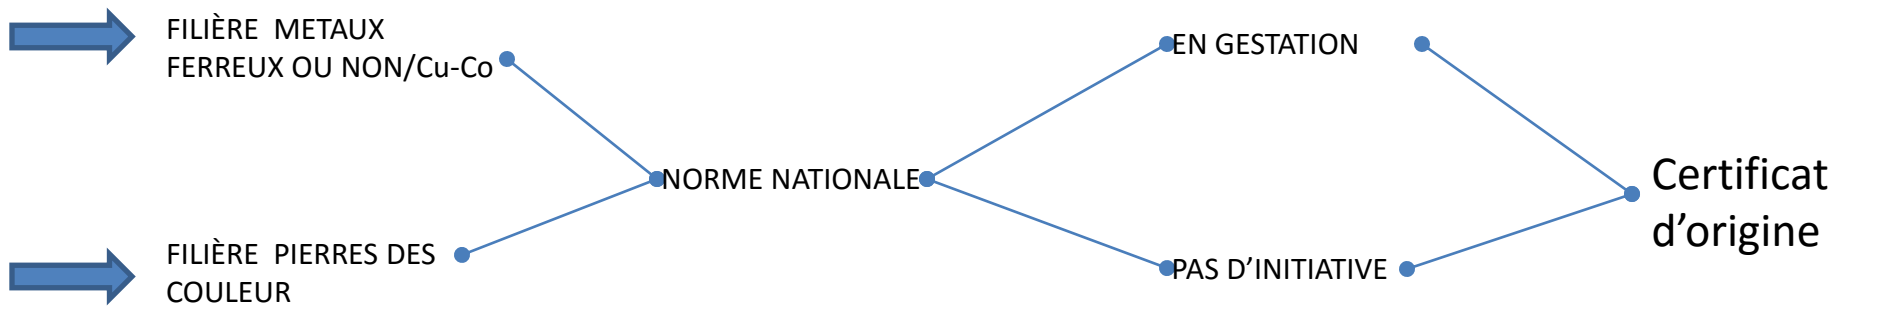 FILIÈRE METAUX
FERREUX OU NON/Cu-Co
EN GESTATION
NORME NATIONALE
Certificat
d’origine
FILIÈRE PIERRES DES
COULEUR
PAS D’INITIATIVE